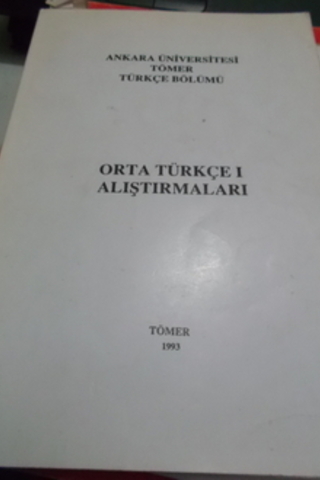 ANKARA ÜNİVERSİTESİ
TÖMER
TÜRKÇE BÖLÜMÜ
ORTA TÜRKÇE I
ALIŞTIRMALARI
TÖMER
1993